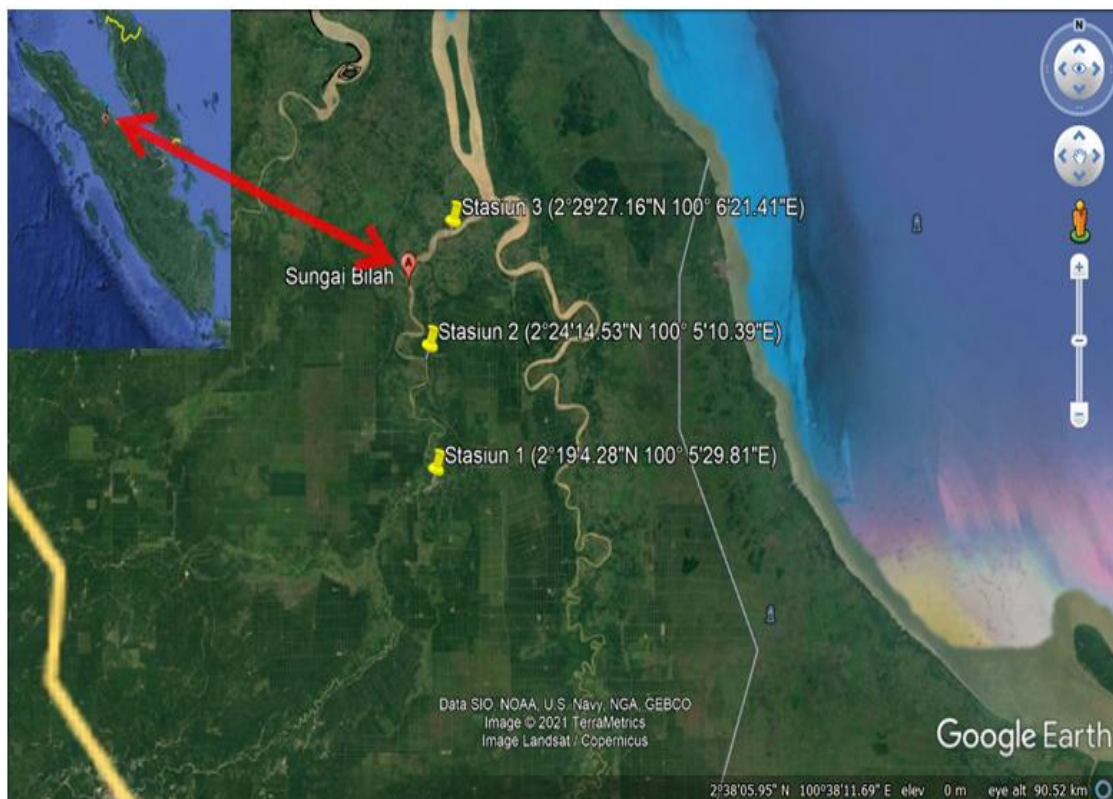 N
Stasiun 3 (2°29'27.16"N 100° 6'21.41"E)
A
Sungai Bilah
Stasiun 2 (2°24'14.53"N 100° 5'10.39"E)
Stasiun 1 (2°19'4.28"N 100° 5'29.81"E)
Data SIO, NOAA, U.S. Navy, NGA, GEBCO
Image © 2021 TerraMetrics
Image Landsat / Copernicus
Google Earth
2°38'05.95" N 100°38'11.69" E elev 0 m eye alt 90.52 km